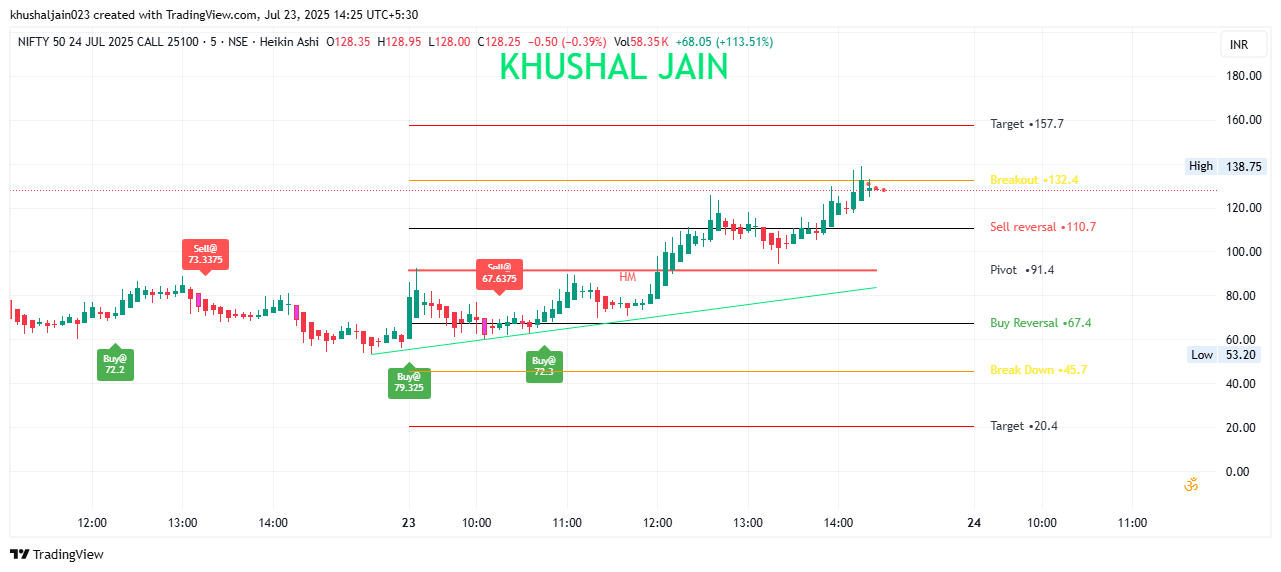 khushaljain023 created with TradingView.com, Jul 23, 2025 14:25 UTC+5:30
NIFTY 50 24 JUL 2025 CALL 25100 · 5 · NSE · Heikin Ashi O128.35 H128.95 L128.00 C128.25 −0.50 (−0.39%) Vol58.35K +68.05 (+113.51%)
INR
KHUSHAL JAIN
180.00
160.00
Target •157.7
High 138.75
Breakout •132.4
120.00
Sell reversal •110.7
100.00
Sell@
73.3375
Pivot •91.4
Sell@
67.6375
HM
80.00
Buy Reversal •67.4
60.00
Low 53.20
Buy@
72.2
Buy@
79.325
Buy@
72.3
Break Down •45.7
40.00
Target •20.4
20.00
0.00
ॐ
12:00 13:00 14:00 23 10:00 11:00 12:00 13:00 14:00 24 10:00 11:00
TradingView